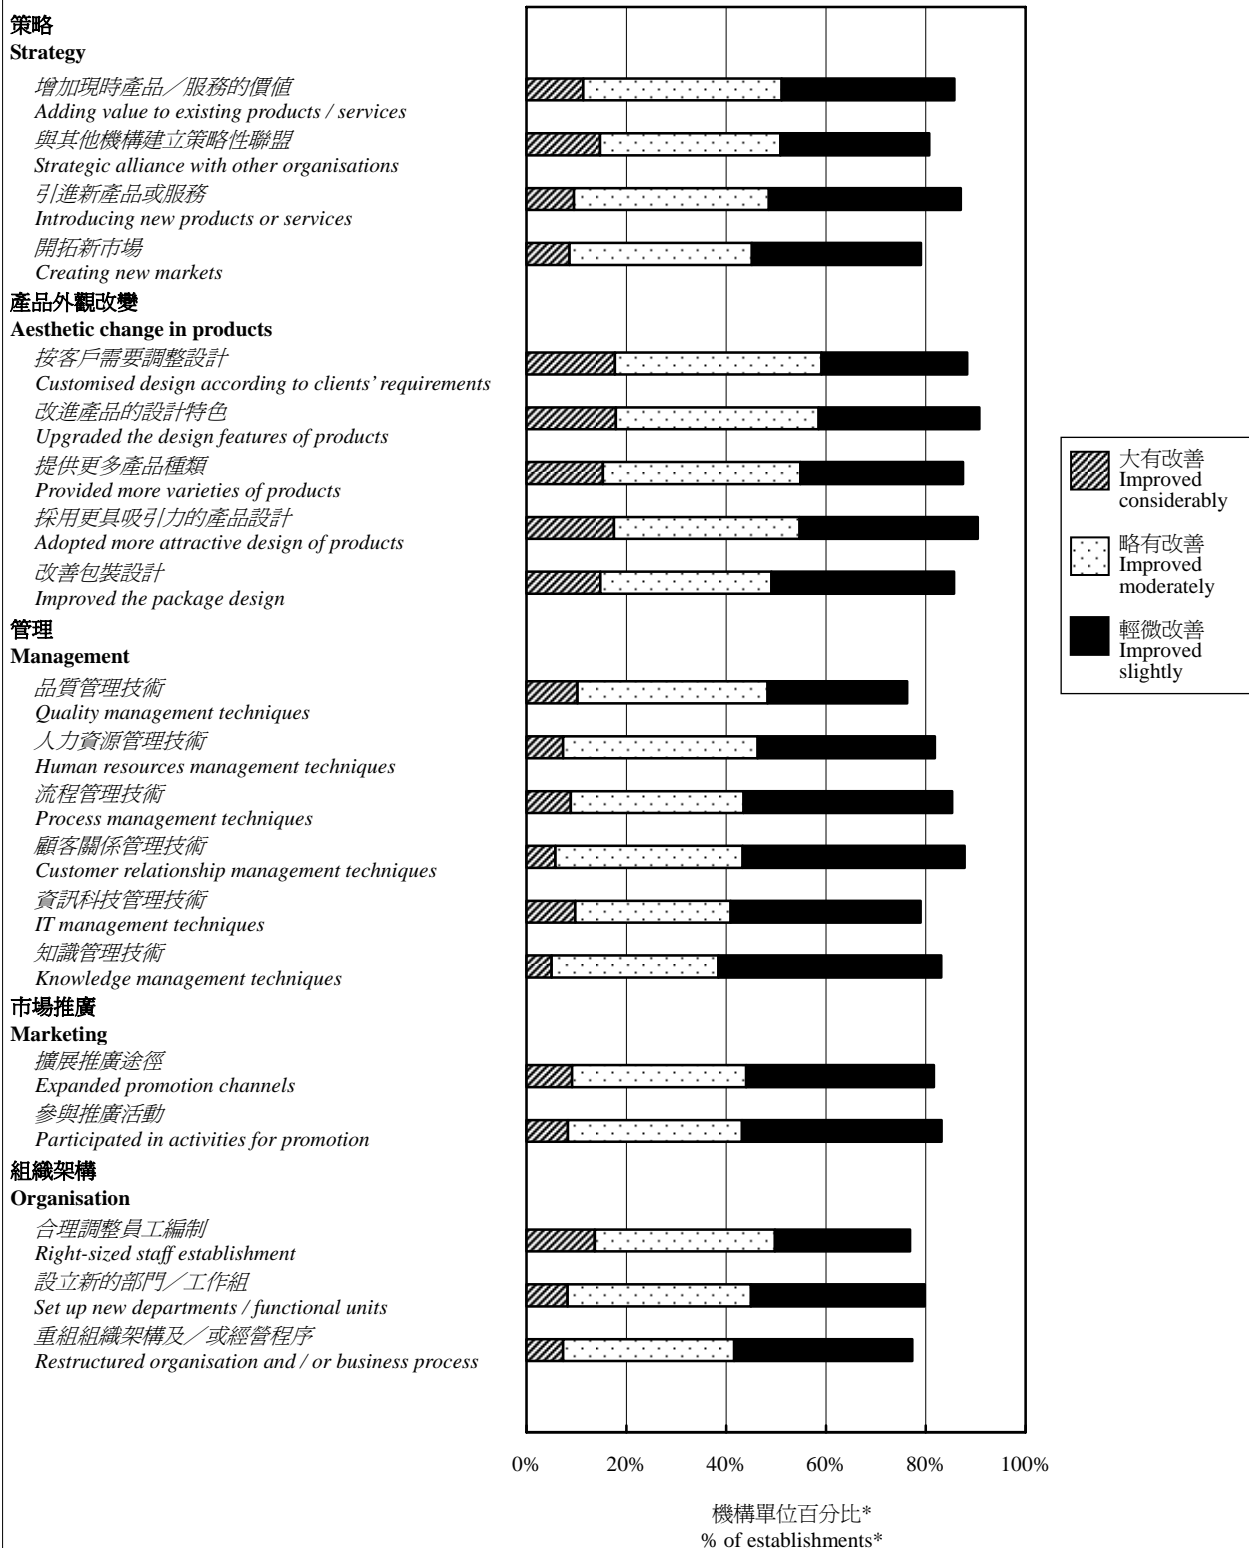 策略
Strategy
增加現時產品／服務的價值
Adding value to existing products / services
與其他機構建立策略性聯盟
Strategic alliance with other organisations
引進新產品或服務
Introducing new products or services
開拓新市場
Creating new markets
產品外觀改變
Aesthetic change in products
按客戶需要調整設計
Customised design according to clients' requirements
改進產品的設計特色
Upgraded the design features of products
提供更多產品種類
Provided more varieties of products
採用更具吸引力的產品設計
Adopted more attractive design of products
改善包裝設計
Improved the package design
管理
Management
品質管理技術
Quality management techniques
人力資源管理技術
Human resources management techniques
流程管理技術
Process management techniques
顧客關係管理技術
Customer relationship management techniques
資訊科技管理技術
IT management techniques
知識管理技術
Knowledge management techniques
市場推廣
Marketing
擴展推廣途徑
Expanded promotion channels
參與推廣活動
Participated in activities for promotion
組織架構
Organisation
合理調整員工編制
Right-sized staff establishment
設立新的部門／工作組
Set up new departments / functional units
重組組織架構及／或經營程序
Restructured organisation and / or business process
0% 20% 40% 60% 80% 100%
機構單位百分比*
% of establishments*
大有改善
Improved
considerably
略有改善
Improved
moderately
輕微改善
Improved
slightly